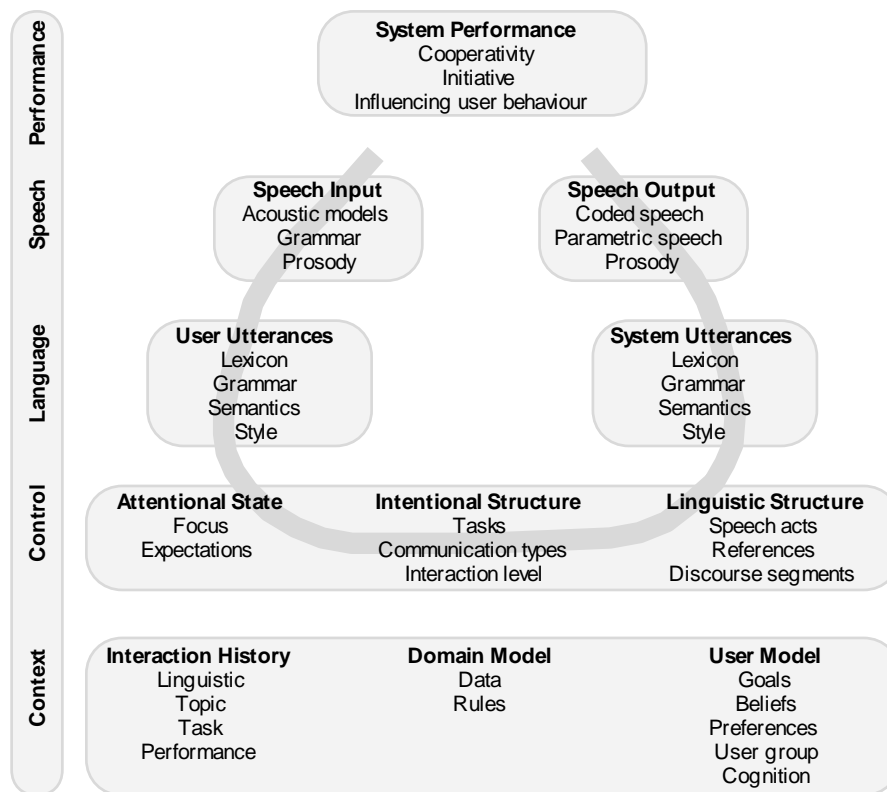 Performance
System Performance
Cooperativity
Initiative
Influencing user behaviour
Speech
Speech Input
Acoustic models
Grammar
Prosody
Speech Output
Coded speech
Parametric speech
Prosody
Language
User Utterances
Lexicon
Grammar
Semantics
Style
System Utterances
Lexicon
Grammar
Semantics
Style
Control
Attentional State
Focus
Expectations
Intentional Structure
Tasks
Communication types
Interaction level
Linguistic Structure
Speech acts
References
Discourse segments
Context
Interaction History
Linguistic
Topic
Task
Performance
Domain Model
Data
Rules
User Model
Goals
Beliefs
Preferences
User group
Cognition